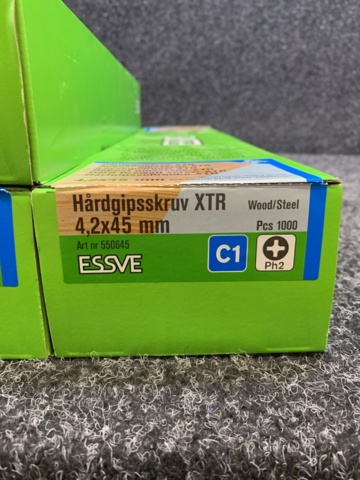 Hårdgipsskruv XTR
Wood/Steel
4,2x45 mm
Pcs 1000
Art nr 550645
ESSVE
C1
Ph2